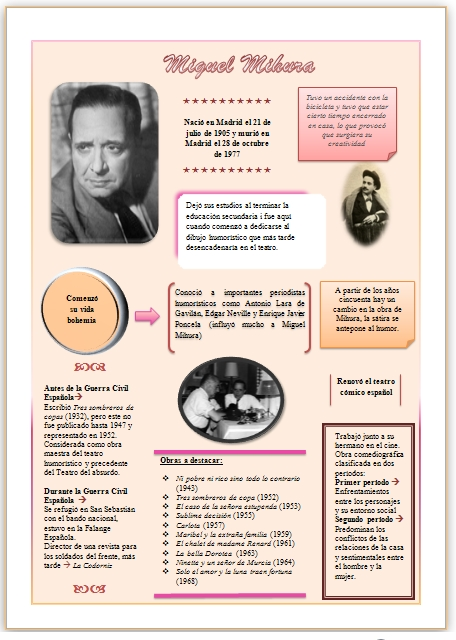 Miguel Mihura
Nació en Madrid el 21 de
julio de 1905 y murió en
Madrid el 28 de octubre
de 1977
Tuvo un accidente con la
bicicleta y tuvo que estar
cierto tiempo encerrado
en casa, lo que provocó
que surgiera su
creatividad
Dejó sus estudios al terminar la
educación secundaria i fue aquí
cuando comenzó a dedicarse al
dibujo humorístico que más tarde
desencadenaría en el teatro.
Comenzó
su vida
bohemia
Conoció a importantes periodistas
humorísticos como Antonio Lara de
Gavilán, Edgar Neville y Enrique Javier
Poncela (influyó mucho a Miguel
Mihura)
A partir de los años
cincuenta hay un
cambio en la obra de
Mihura, la sátira se
antepone al humor.
Antes de la Guerra Civil
Española→
Escribió Tres sombreros de
copas (1932), pero este no
fue publicado hasta 1947 y
representado en 1952.
Considerada como obra
maestra del teatro
humorístico y precedente
del Teatro del absurdo.
Durante la Guerra Civil
Española →
Se refugió en San Sebastián
con el bando nacional,
estuvo en la Falange
Española.
Director de una revista para
los soldados del frente, más
tarde → La Codorniz
Renovó el teatro
cómico español
Obras a destacar:
❖ Ni pobre ni rico sino todo lo contrario
(1943)
❖ Tres sombreros de copa (1952)
❖ El caso de la señora estupenda (1953)
❖ Sublime decisión (1955)
❖ Carlota (1957)
❖ Maribel y la extraña familia (1959)
❖ El chalet de madame Renard (1961)
❖ La bella Dorotea (1963)
❖ Ninette y un señor de Murcia (1964)
❖ Solo el amor y la luna traen fortuna
(1968)
Trabajó junto a su
hermano en el cine.
Obra comediográfica
clasificada en dos
periodos:
Primer periodo →
Enfrentamientos
entre los personajes
y su entorno social
Segundo periodo →
Predominan los
conflictos de las
relaciones de la casa
y sentimentales entre
el hombre y la
mujer.